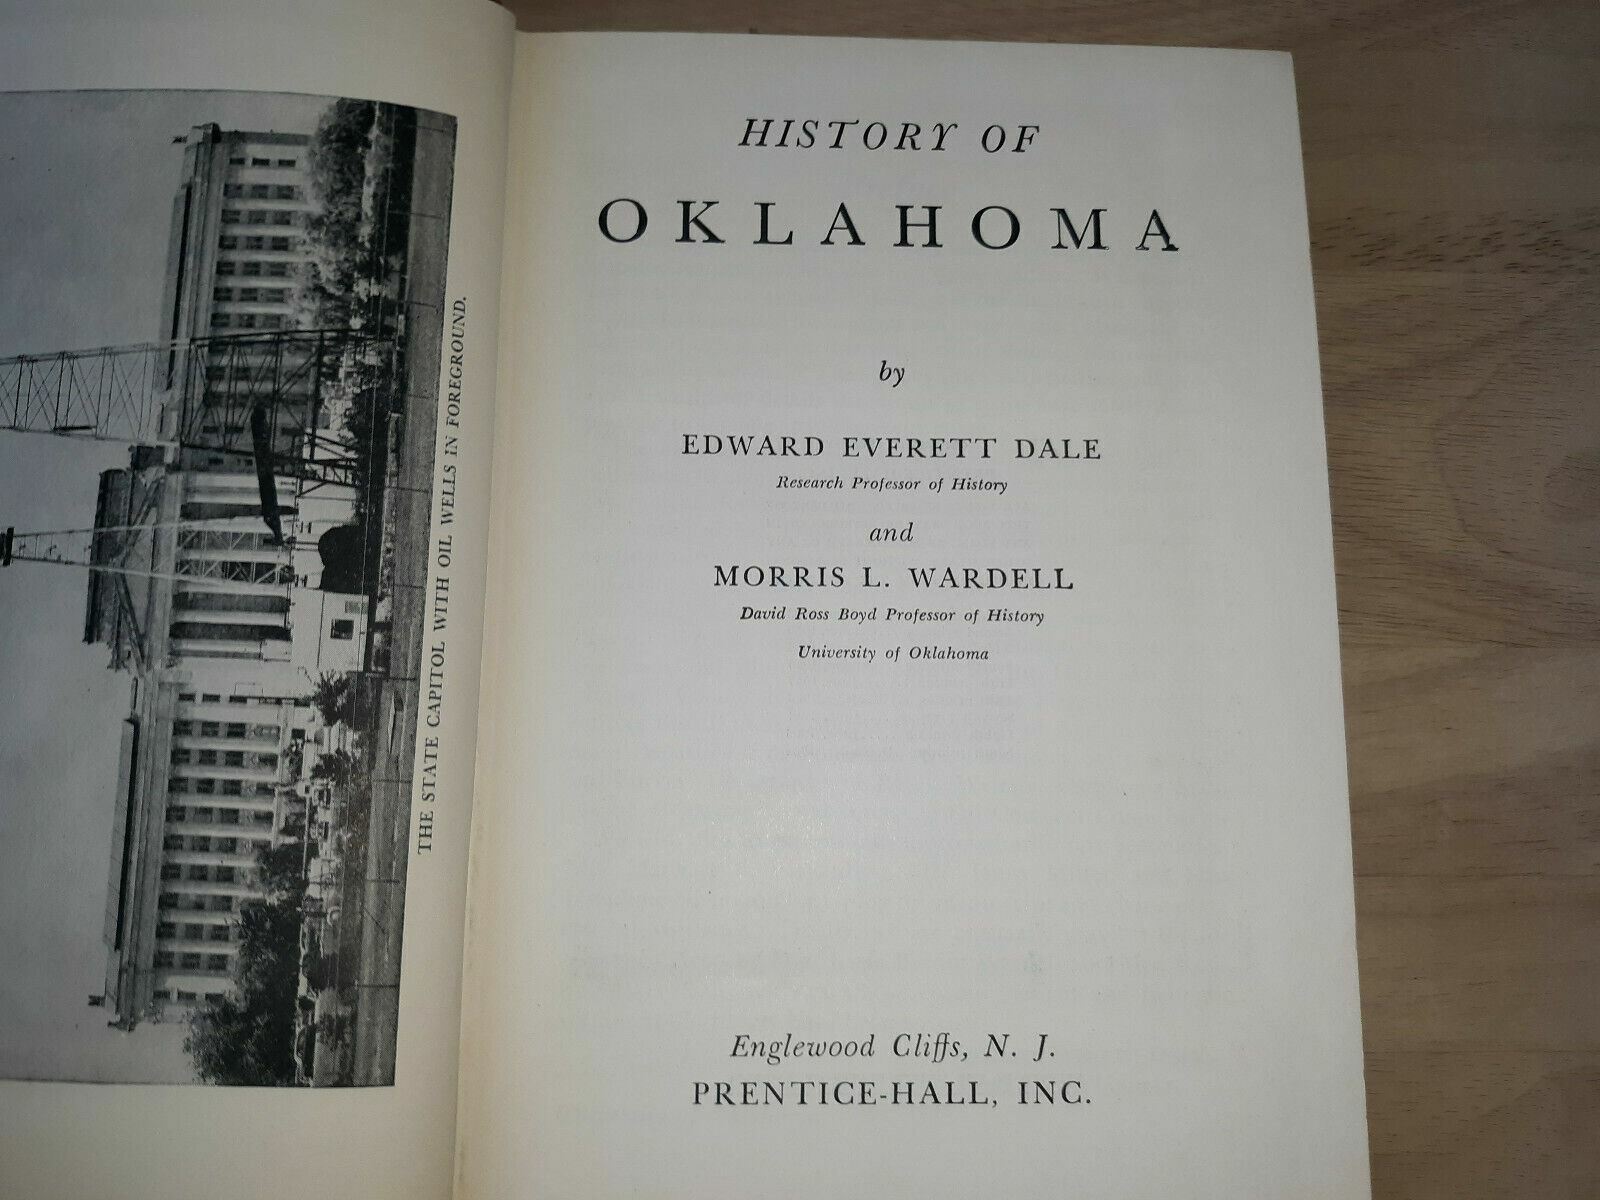 THE STATE CAPITOL WITH OIL WELLS IN FOREGROUND.
HISTORY OF
OKLAHOMA
by
EDWARD EVERETT DALE
Research Professor of History
and
MORRIS L. WARDELL
David Ross Boyd Professor of History
University of Oklahoma
Englewood Cliffs, N. J.
PRENTICE-HALL, INC.